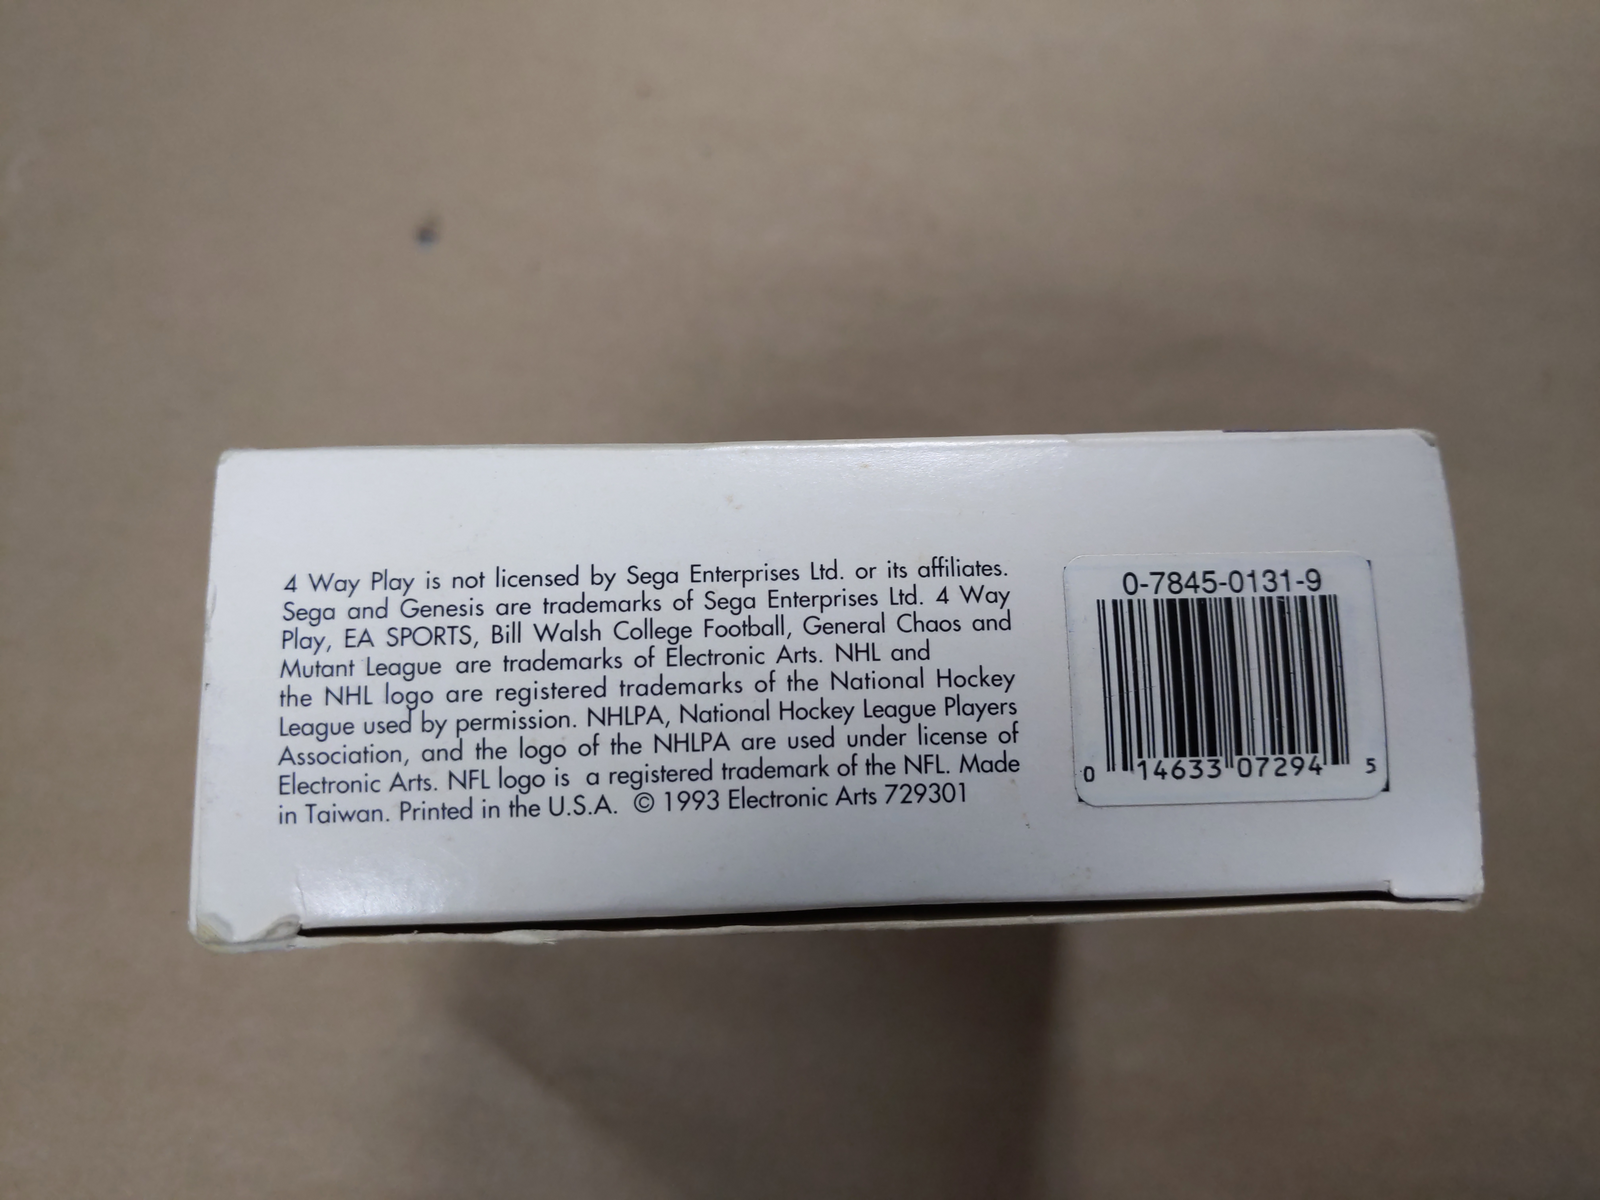 4 Way Play is not licensed by Sega Enterprises Ltd. or its affiliates.
Sega and Genesis are trademarks of Sega Enterprises Ltd. 4 Way
Play, EA SPORTS, Bill Walsh College Football, General Chaos and
Mutant League are trademarks of Electronic Arts. NHL and
the NHL logo are registered trademarks of the National Hockey
League used by permission. NHLPA, National Hockey League Players
Association, and the logo of the NHLPA are used under license of
Electronic Arts. NFL logo is a registered trademark of the NFL. Made
in Taiwan. Printed in the U.S.A. © 1993 Electronic Arts 729301
0-7845-0131-9
0 14633 07294 5